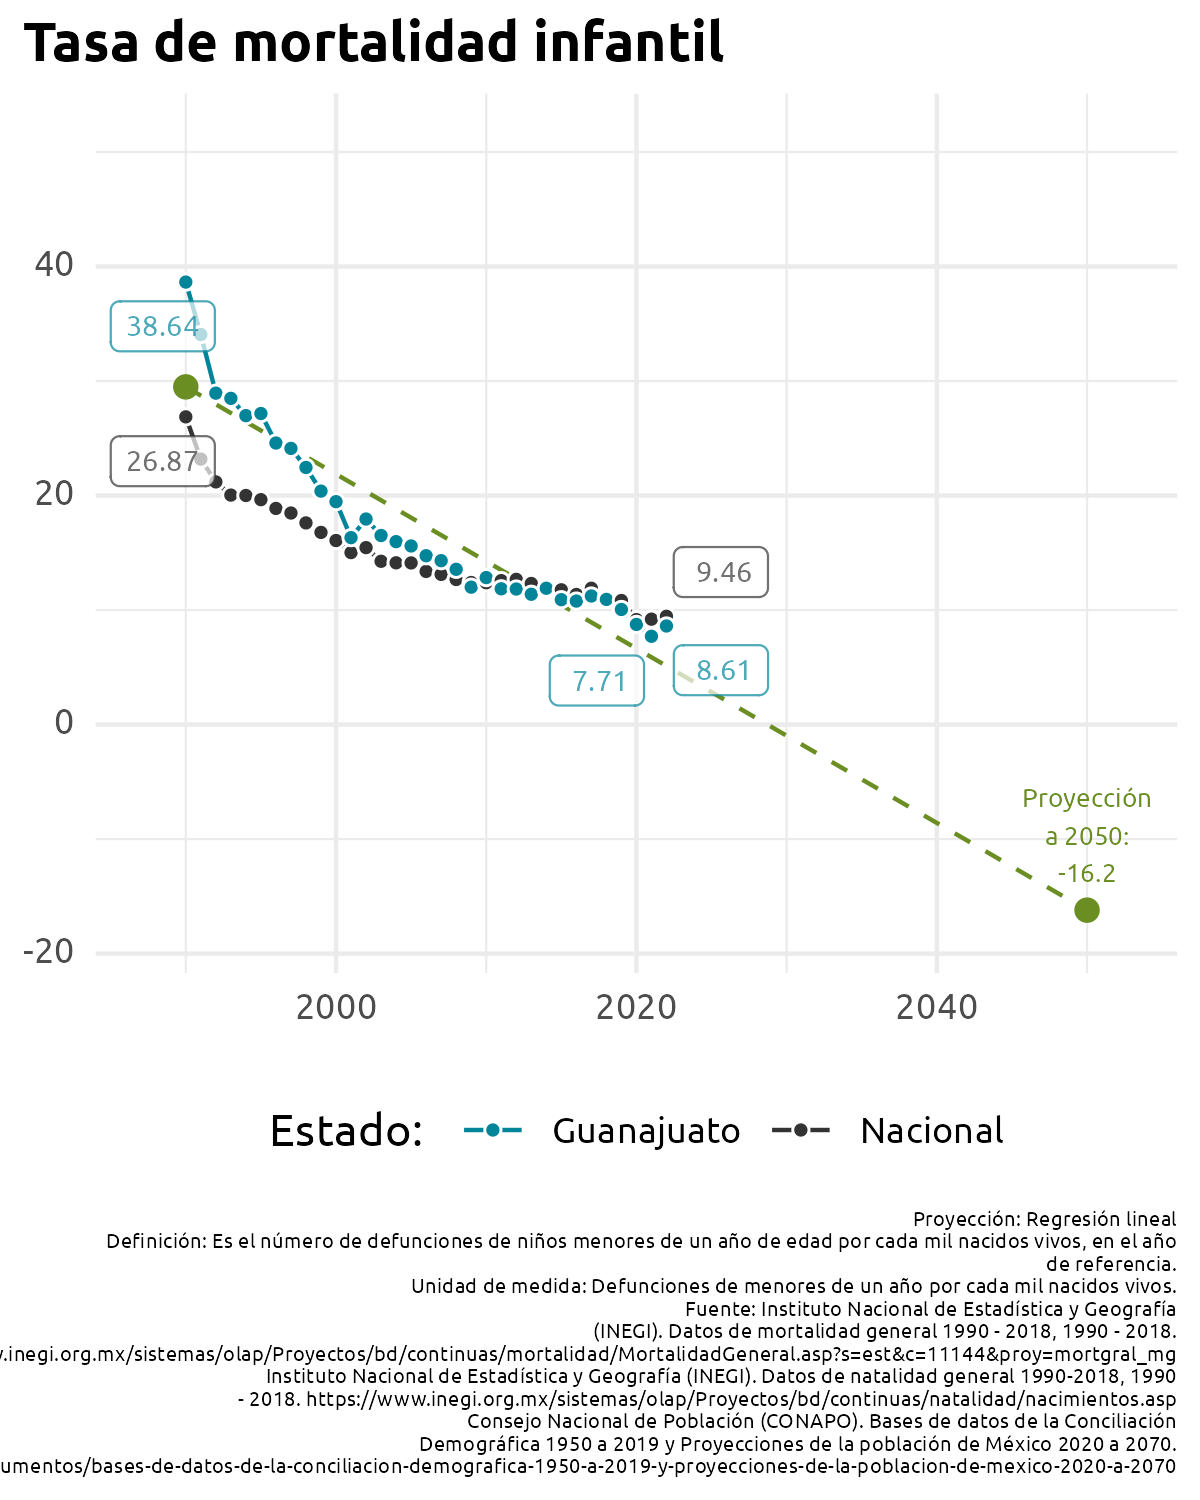 Tasa de mortalidad infantil
40
38.64
26.87
20
9.46
7.71
8.61
0
Proyección
a 2050:
-16.2
-20
2000 2020 2040
Estado: Guanajuato Nacional
Proyección: Regresión lineal
Definición: Es el número de defunciones de niños menores de un año de edad por cada mil nacidos vivos, en el año
de referencia.
Unidad de medida: Defunciones de menores de un año por cada mil nacidos vivos.
Fuente: Instituto Nacional de Estadística y Geografía
(INEGI). Datos de mortalidad general 1990 - 2018, 1990 - 2018.
.inegi.org.mx/sistemas/olap/Proyectos/bd/continuas/mortalidad/MortalidadGeneral.asp?s=est&c=11144&proy=mortgral_mg
Instituto Nacional de Estadística y Geografía (INEGI). Datos de natalidad general 1990-2018, 1990
- 2018. https://www.inegi.org.mx/sistemas/olap/Proyectos/bd/continuas/natalidad/nacimientos.asp
Consejo Nacional de Población (CONAPO). Bases de datos de la Conciliación
Demográfica 1950 a 2019 y Proyecciones de la población de México 2020 a 2070.
umentos/bases-de-datos-de-la-conciliacion-demografica-1950-a-2019-y-proyecciones-de-la-poblacion-de-mexico-2020-a-2070